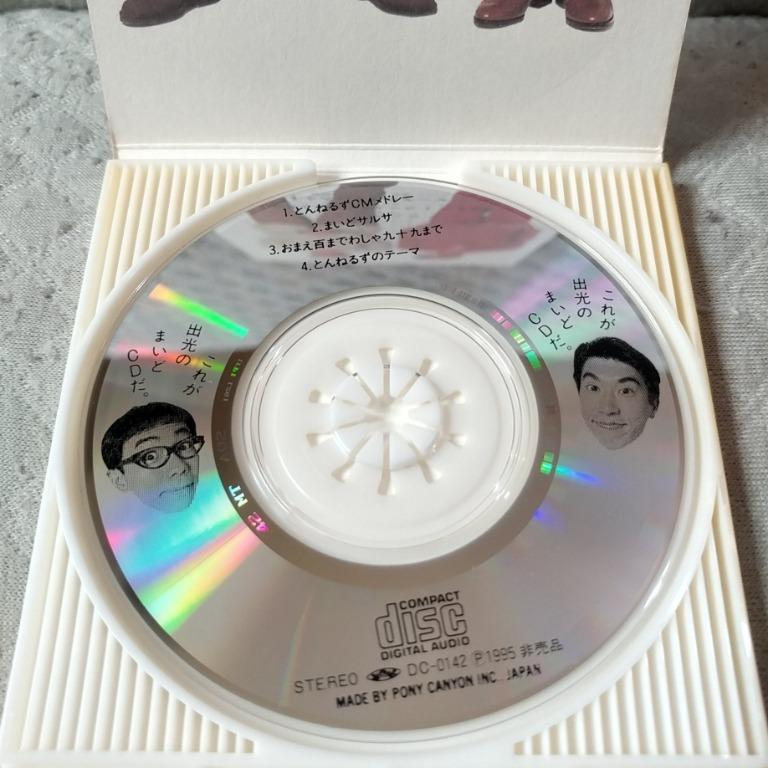 1.とんねるずCMメドレー
2.まいどサルサ
3.おまえ百までわしゃ九十九まで
4.とんねるずのテーマ
これが
出光の
まいど
CDだ。
これが
出光の
まいど
CDだ。
42 MT
COMPACT
disc
DIGITAL AUDIO
STEREO DC-0142 Ⓟ1995 非売品
MADE BY PONY CANYON INC. JAPAN